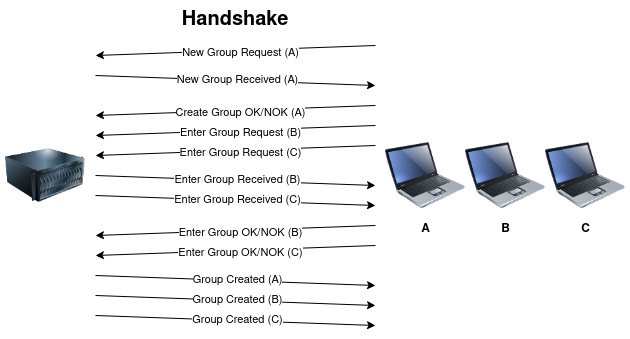 Handshake
New Group Request (A)
New Group Received (A)
Create Group OK/NOK (A)
Enter Group Request (B)
Enter Group Request (C)
Enter Group Received (B)
Enter Group Received (C)
Enter Group OK/NOK (B)
Enter Group OK/NOK (C)
Group Created (A)
Group Created (B)
Group Created (C)
A B C